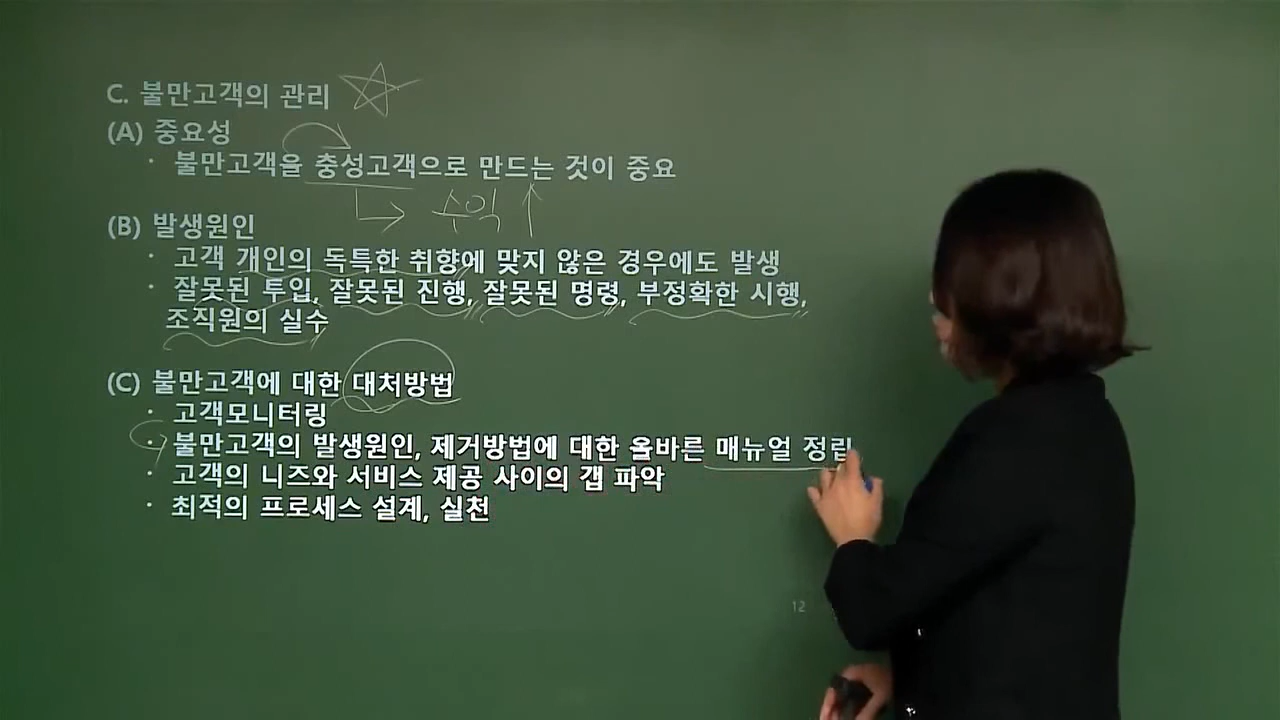 C. 불만고객의 관리
(A) 중요성
· 불만고객을 충성고객으로 만드는 것이 중요
수익
(B) 발생원인
· 고객 개인의 독특한 취향에 맞지 않은 경우에도 발생
· 잘못된 투입, 잘못된 진행, 잘못된 명령, 부정확한 시행,
조직원의 실수
(C) 불만고객에 대한 대처방법
· 고객모니터링
· 불만고객의 발생원인, 제거방법에 대한 올바른 매뉴얼 정립
· 고객의 니즈와 서비스 제공 사이의 갭 파악
· 최적의 프로세스 설계, 실천
12